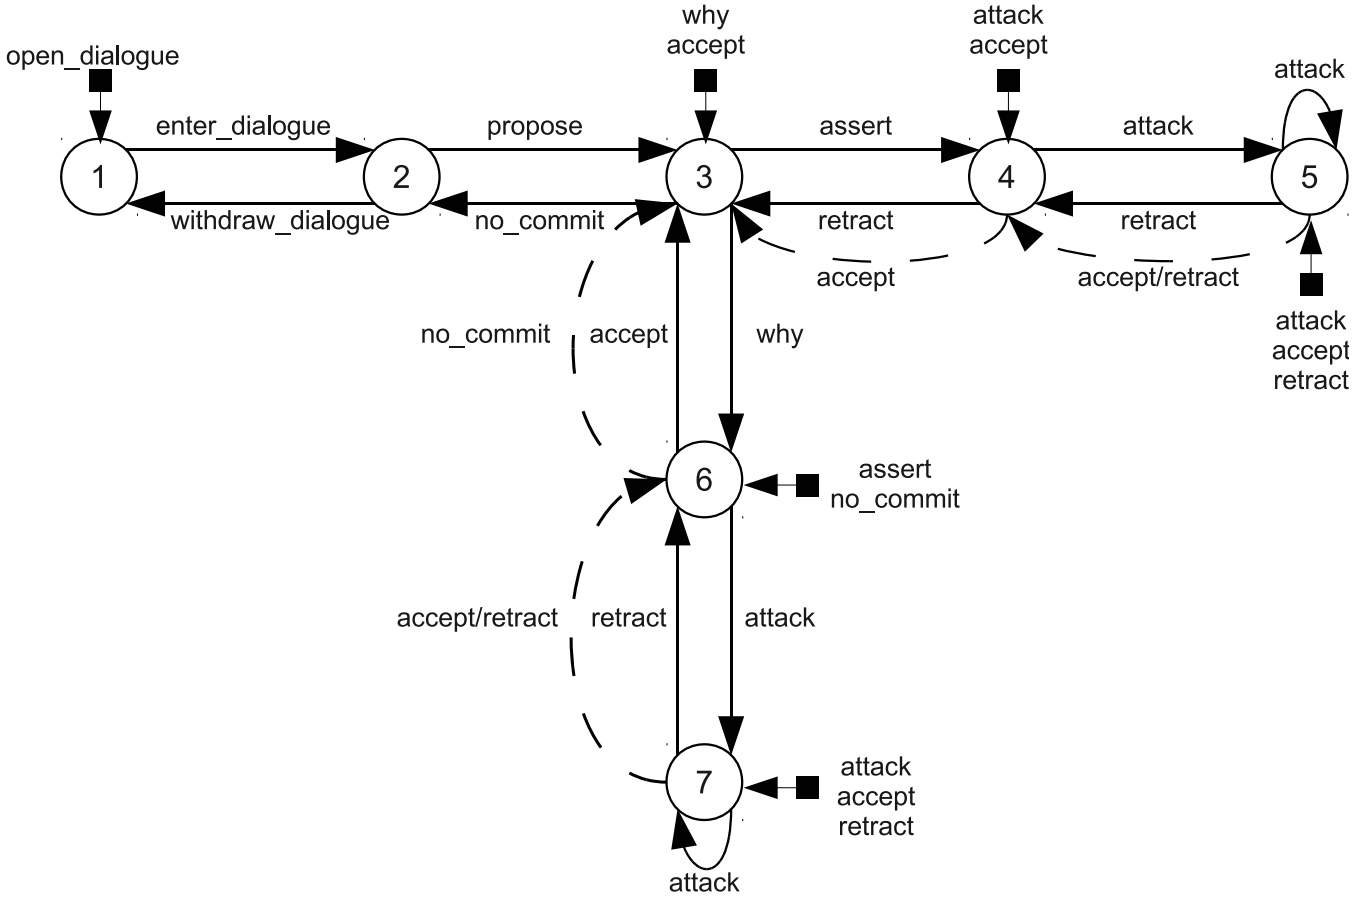 why
accept
attack
accept
open_dialogue
attack
enter_dialogue
propose
assert
attack
1
2
3
4
5
withdraw_dialogue
no_commit
retract
retract
accept
accept/retract
no_commit
accept
why
attack
accept
retract
6
assert
no_commit
accept/retract
retract
attack
7
attack
accept
retract
attack